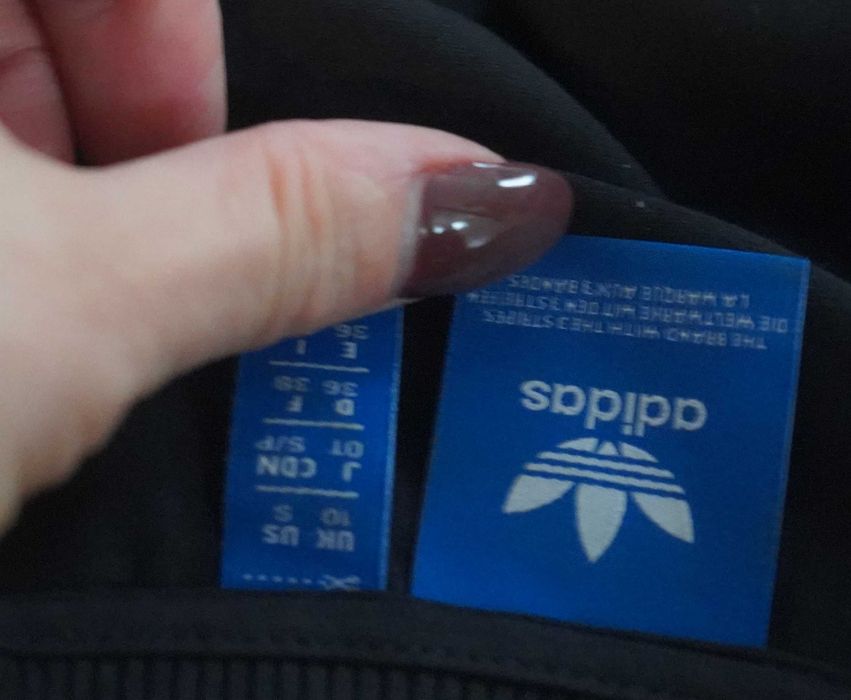 adidas
THE BRAND WITH THE 3 STRIPES.
DIE WELTMARKE MIT DEN 3 STREIFEN
LA MARQUE AUX 3 BANDES.
UK US
10 S
J CDN
OT S/P
D F
36 38
E I